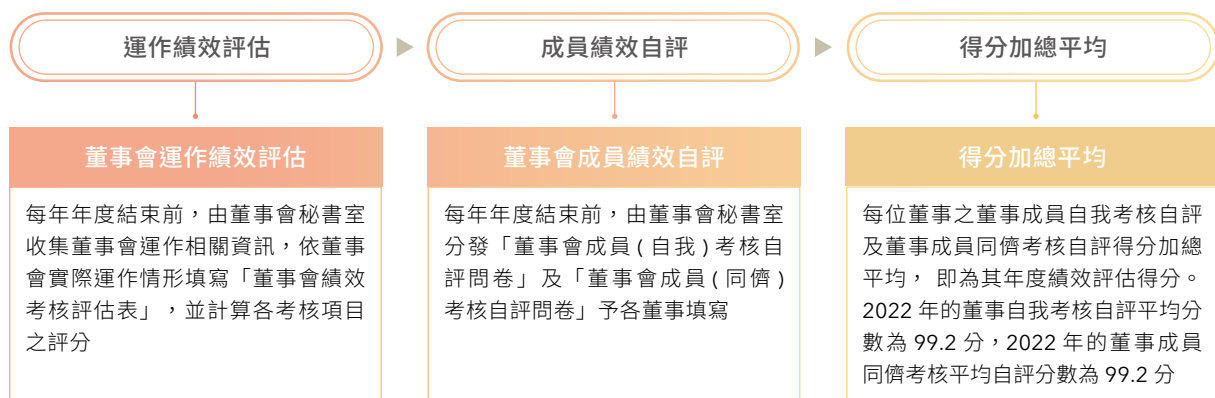 運作績效評估
成員績效自評
得分加總平均
董事會運作績效評估
每年年度結束前，由董事會秘書室
收集董事會運作相關資訊，依董事
會實際運作情形填寫「董事會績效
考核評估表」，並計算各考核項目
之評分
董事會成員績效自評
每年年度結束前，由董事會秘書室
分發「董事會成員 ( 自我 ) 考核自
評問卷」及「董事會成員 ( 同儕 )
考核自評問卷」予各董事填寫
得分加總平均
每位董事之董事成員自我考核自評
及董事成員同儕考核自評得分加總
平均， 即為其年度績效評估得分。
2022 年的董事自我考核自評平均分
數為 99.2 分，2022 年的董事成員
同儕考核平均自評分數為 99.2 分